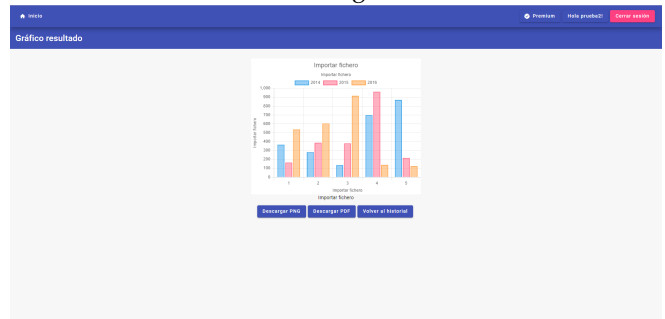 Inicio
Premium Hola prueba2! Cerrar sesión
Gráfico resultado
Importar fichero
Importar fichero
2014 2015 2016
1.000
900
800
700
600
500
400
300
200
100
0
Importar fichero
1 2 3 4 5
Importar fichero
Importar fichero
Descargar PNG Descargar PDF Volver al historial